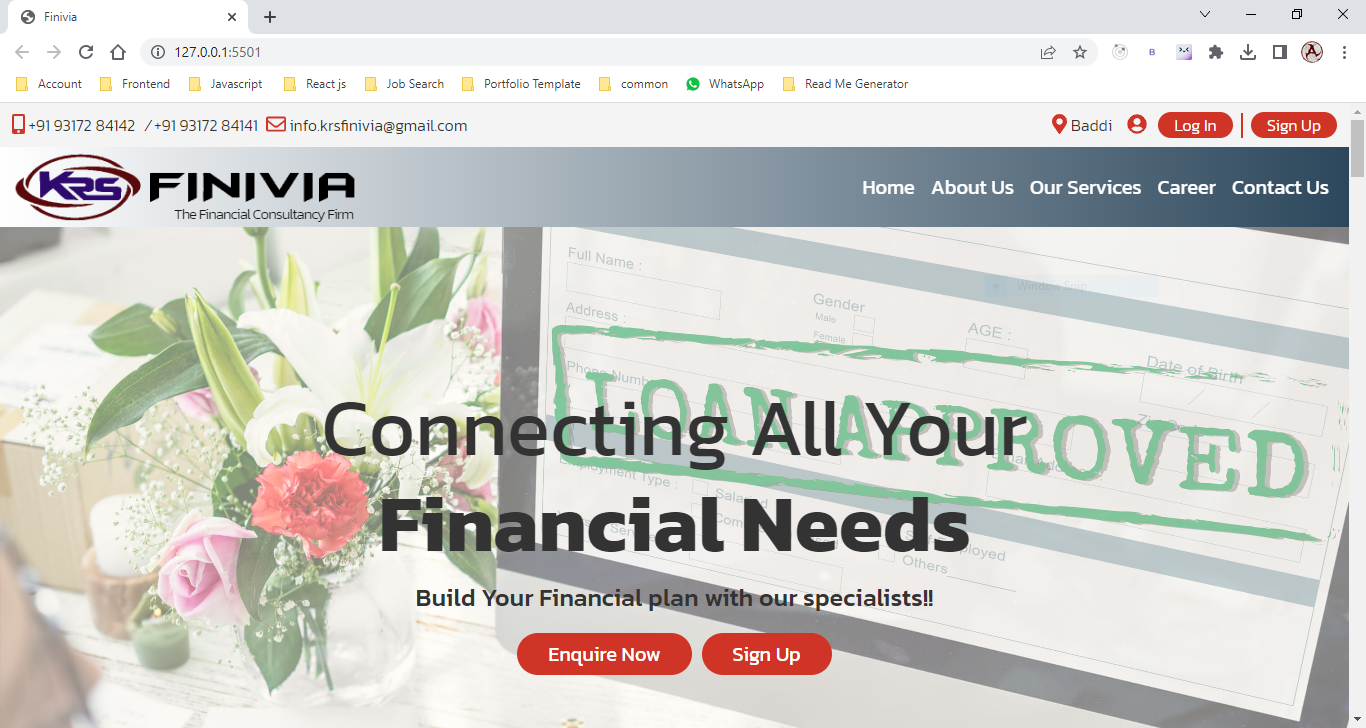 Finivia
127.0.0.1:5501
Account Frontend Javascript React js Job Search Portfolio Template common WhatsApp Read Me Generator
+91 93172 84142 / +91 93172 84141 info.krsfinivia@gmail.com Baddi Log In Sign Up
KRS FINIVIA
The Financial Consultancy Firm
Home About Us Our Services Career Contact Us
Full Name :
Window Snip
Address :
Gender
Male
Female
AGE :
Date of Birth
LOAN APPROVED
Connecting All Your
Employment Type :
Financial Needs
Others
Build Your Financial plan with our specialists!!
Enquire Now Sign Up